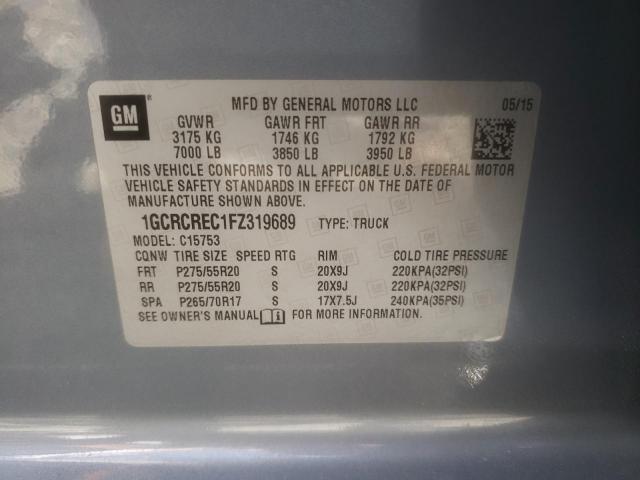 GM
MFD BY GENERAL MOTORS LLC 05/15
GVWR GAWR FRT GAWR RR
3175 KG 1746 KG 1792 KG
7000 LB 3850 LB 3950 LB
THIS VEHICLE CONFORMS TO ALL APPLICABLE U.S. FEDERAL MOTOR
VEHICLE SAFETY STANDARDS IN EFFECT ON THE DATE OF
MANUFACTURE SHOWN ABOVE.
1GCRCREC1FZ319689 TYPE: TRUCK
MODEL: C15753
CQNW TIRE SIZE SPEED RTG RIM COLD TIRE PRESSURE
FRT P275/55R20 S 20X9J 220KPA(32PSI)
RR P275/55R20 S 20X9J 220KPA(32PSI)
SPA P265/70R17 S 17X7.5J 240KPA(35PSI)
SEE OWNER'S MANUAL FOR MORE INFORMATION.